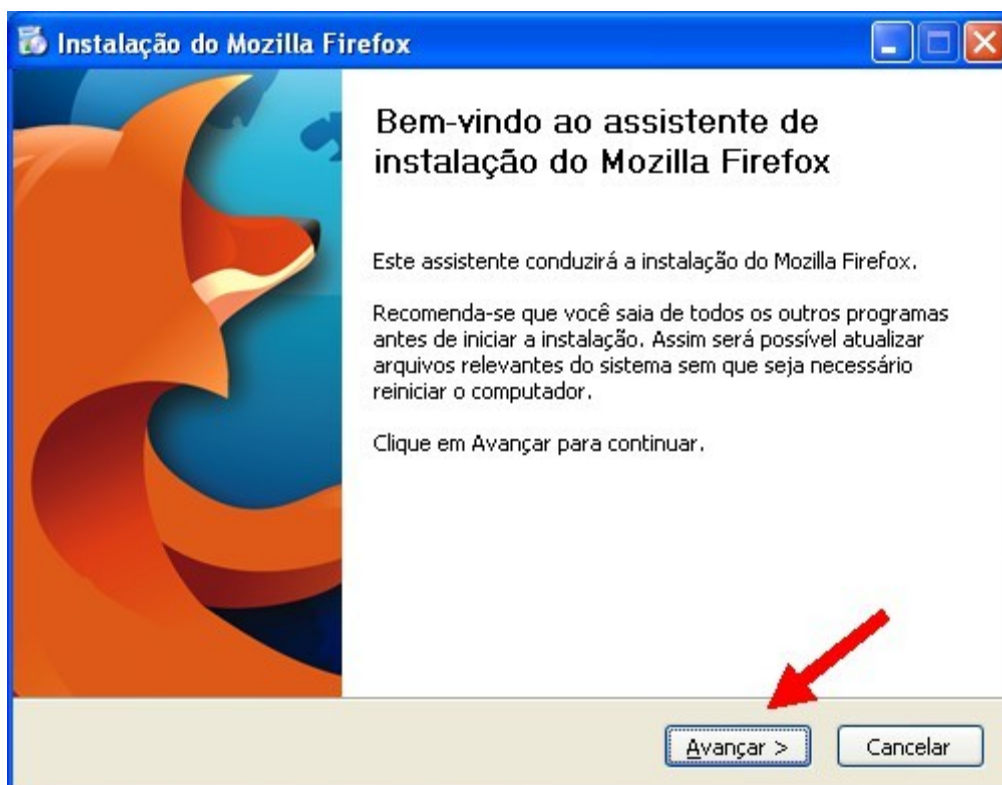 Instalação do Mozilla Firefox
Bem-vindo ao assistente de
instalação do Mozilla Firefox
Este assistente conduzirá a instalação do Mozilla Firefox.
Recomenda-se que você saia de todos os outros programas
antes de iniciar a instalação. Assim será possível atualizar
arquivos relevantes do sistema sem que seja necessário
reiniciar o computador.
Clique em Avançar para continuar.
Avançar >
Cancelar